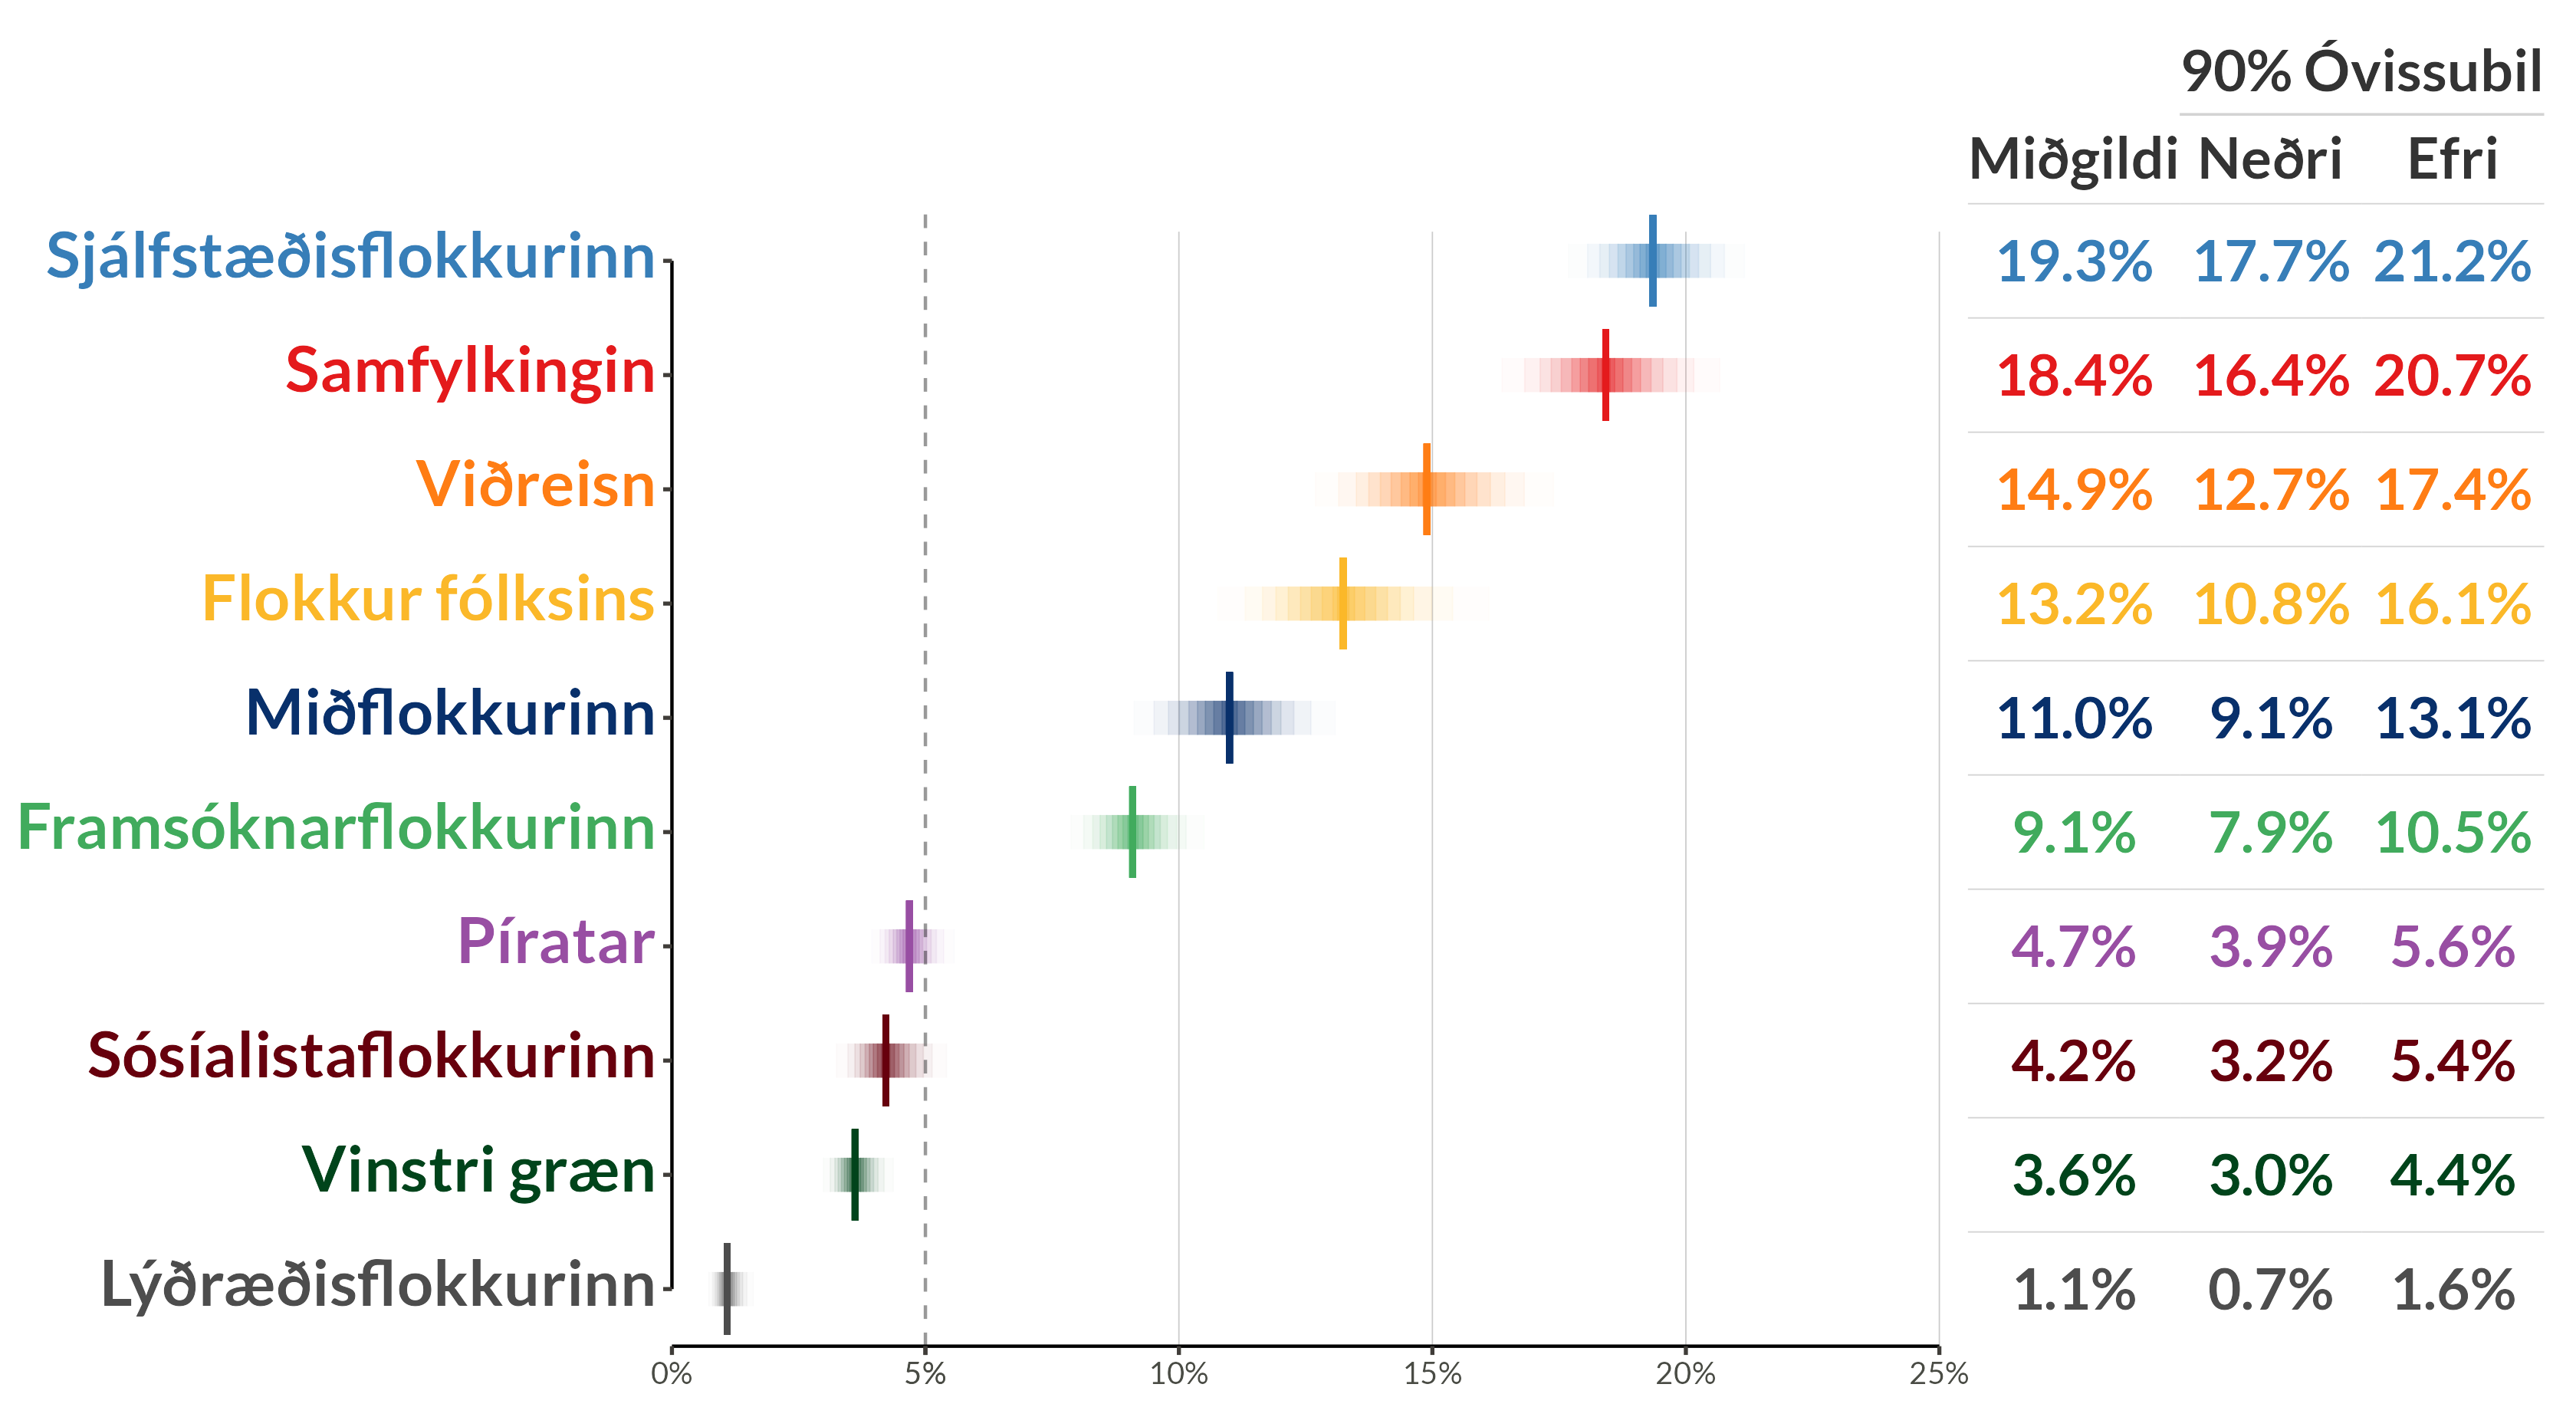 90% Óvissubil
Miðgildi Neðri Efri
Sjálfstæðisflokkurinn 19.3% 17.7% 21.2%
Samfylkingin 18.4% 16.4% 20.7%
Viðreisn 14.9% 12.7% 17.4%
Flokkur fólksins 13.2% 10.8% 16.1%
Miðflokkurinn 11.0% 9.1% 13.1%
Framsóknarflokkurinn 9.1% 7.9% 10.5%
Píratar 4.7% 3.9% 5.6%
Sósíalistaflokkurinn 4.2% 3.2% 5.4%
Vinstri græn 3.6% 3.0% 4.4%
Lýðræðisflokkurinn 1.1% 0.7% 1.6%
0% 5% 10% 15% 20% 25%